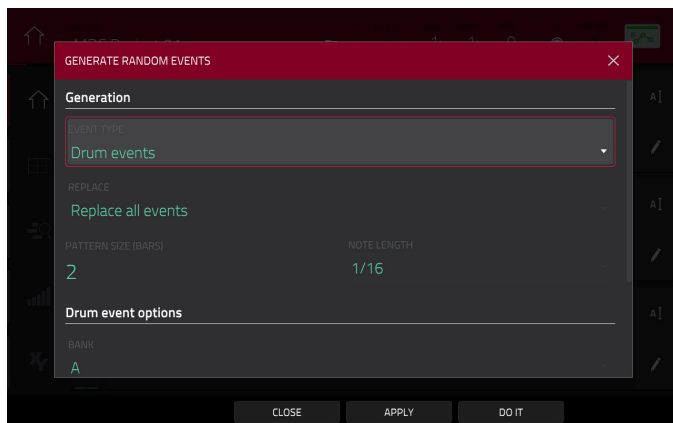 GENERATE RANDOM EVENTS
Generation
EVENT TYPE
Drum events
REPLACE
Replace all events
PATTERN SIZE (BARS) NOTE LENGTH
2 1/16
Drum event options
BANK
A
CLOSE APPLY DO IT